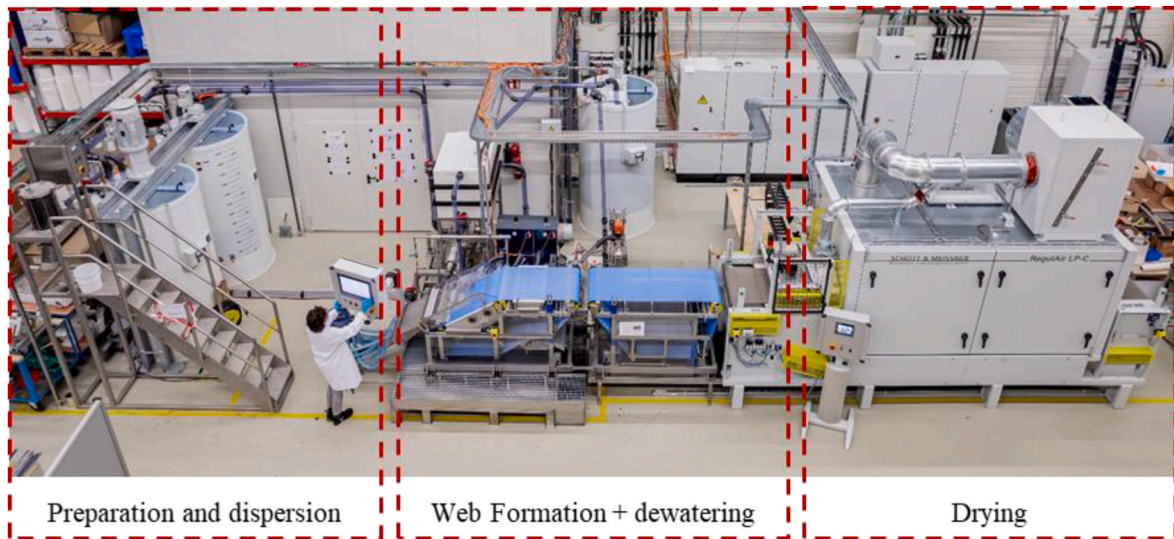 SCHOTT & MEISSNER
RegulAir LP-C
Preparation and dispersion
Web Formation + dewatering
Drying